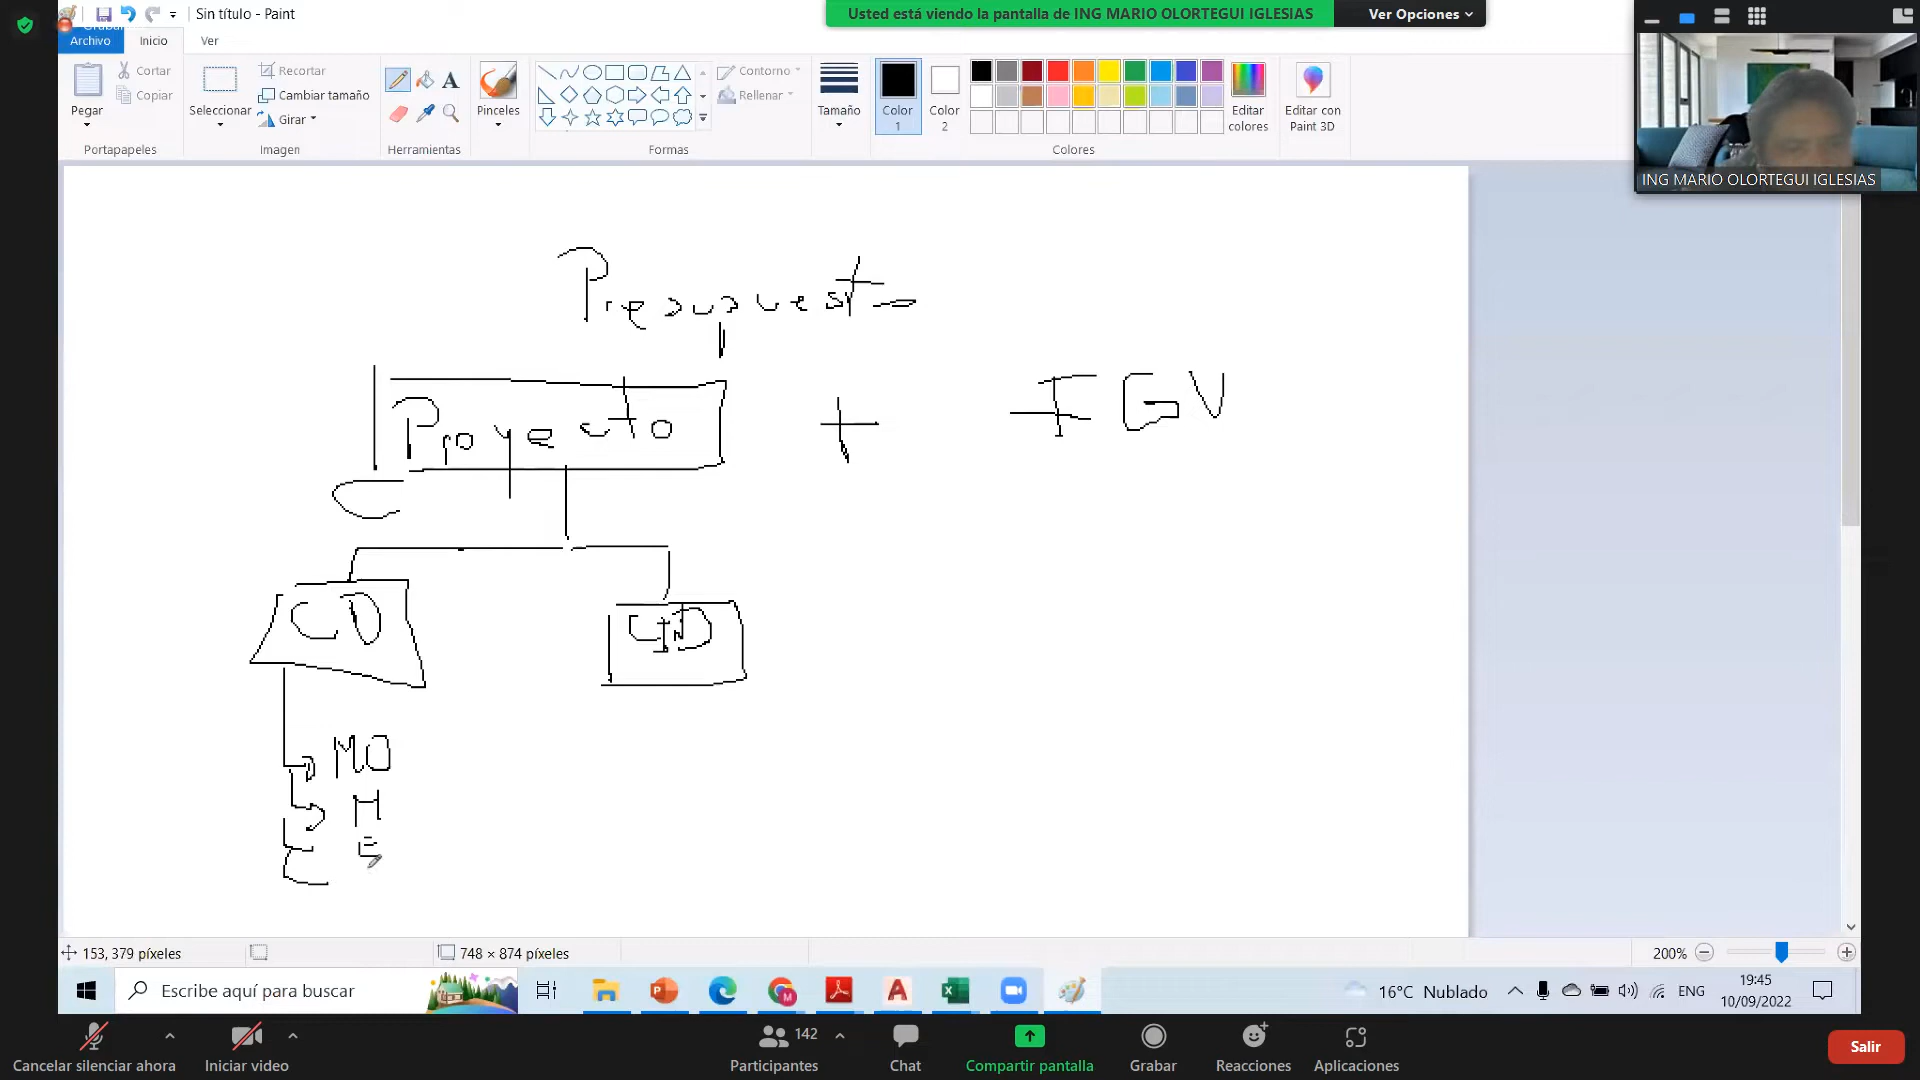 Sin título - Paint
Usted está viendo la pantalla de ING MARIO OLORTEGUI IGLESIAS
Ver Opciones
Archivo
Inicio
Ver
Pegar
Cortar
Copiar
Portapapeles
Seleccionar
Recortar
Cambiar tamaño
Girar
Imagen
Herramientas
Pinceles
Contorno
Rellenar
Formas
Tamaño
Color 1
Color 2
Editar colores
Editar con Paint 3D
Colores
ING MARIO OLORTEGUI IGLESIAS
Presupuesto
Proyecto + IGV
C
CD
CID
MO
M
E
153, 379 píxeles
748 × 874 píxeles
200%
Escribe aquí para buscar
16°C Nublado
ENG
19:45
10/09/2022
Cancelar silenciar ahora
Iniciar video
142
Participantes
Chat
Compartir pantalla
Grabar
Reacciones
Aplicaciones
Salir